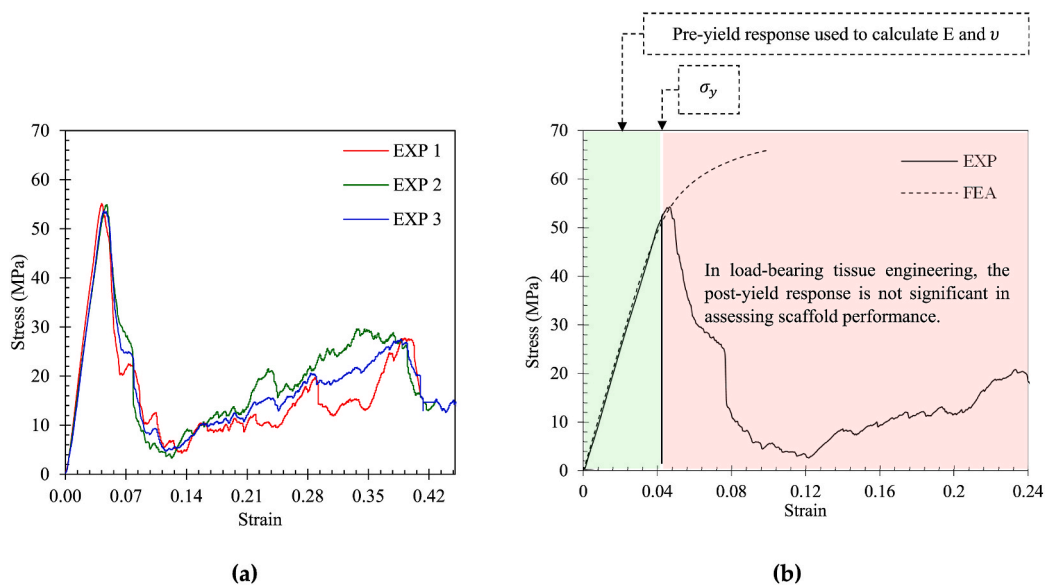 Pre-yield response used to calculate E and υ
σy
70
60
50
40
30
20
10
0
Stress (MPa)
EXP 1
EXP 2
EXP 3
0.00 0.07 0.14 0.21 0.28 0.35 0.42
Strain
(a)
70
60
50
40
30
20
10
0
Stress (MPa)
EXP
FEA
In load-bearing tissue engineering, the
post-yield response is not significant in
assessing scaffold performance.
0 0.04 0.08 0.12 0.16 0.2 0.24
Strain
(b)